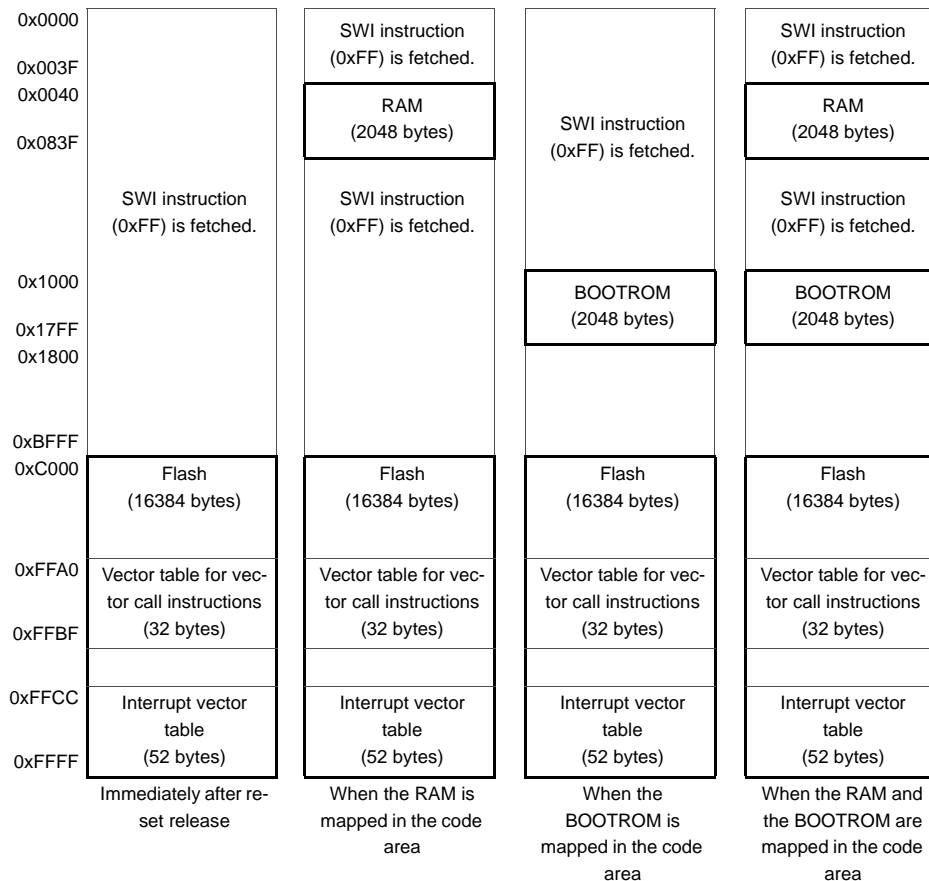 0x0000
0x003F
0x0040
0x083F
0x1000
0x17FF
0x1800
0xBFFF
0xC000
0xFFA0
0xFFBF
0xFFCC
0xFFFF
SWI instruction
(0xFF) is fetched.
Flash
(16384 bytes)
Vector table for vec-
tor call instructions
(32 bytes)
Interrupt vector
table
(52 bytes)
Immediately after re-
set release
SWI instruction
(0xFF) is fetched.
RAM
(2048 bytes)
SWI instruction
(0xFF) is fetched.
Flash
(16384 bytes)
Vector table for vec-
tor call instructions
(32 bytes)
Interrupt vector
table
(52 bytes)
When the RAM is
mapped in the code
area
SWI instruction
(0xFF) is fetched.
BOOTROM
(2048 bytes)
Flash
(16384 bytes)
Vector table for vec-
tor call instructions
(32 bytes)
Interrupt vector
table
(52 bytes)
When the
BOOTROM is
mapped in the code
area
SWI instruction
(0xFF) is fetched.
RAM
(2048 bytes)
SWI instruction
(0xFF) is fetched.
BOOTROM
(2048 bytes)
Flash
(16384 bytes)
Vector table for vec-
tor call instructions
(32 bytes)
Interrupt vector
table
(52 bytes)
When the RAM and
the BOOTROM are
mapped in the code
area